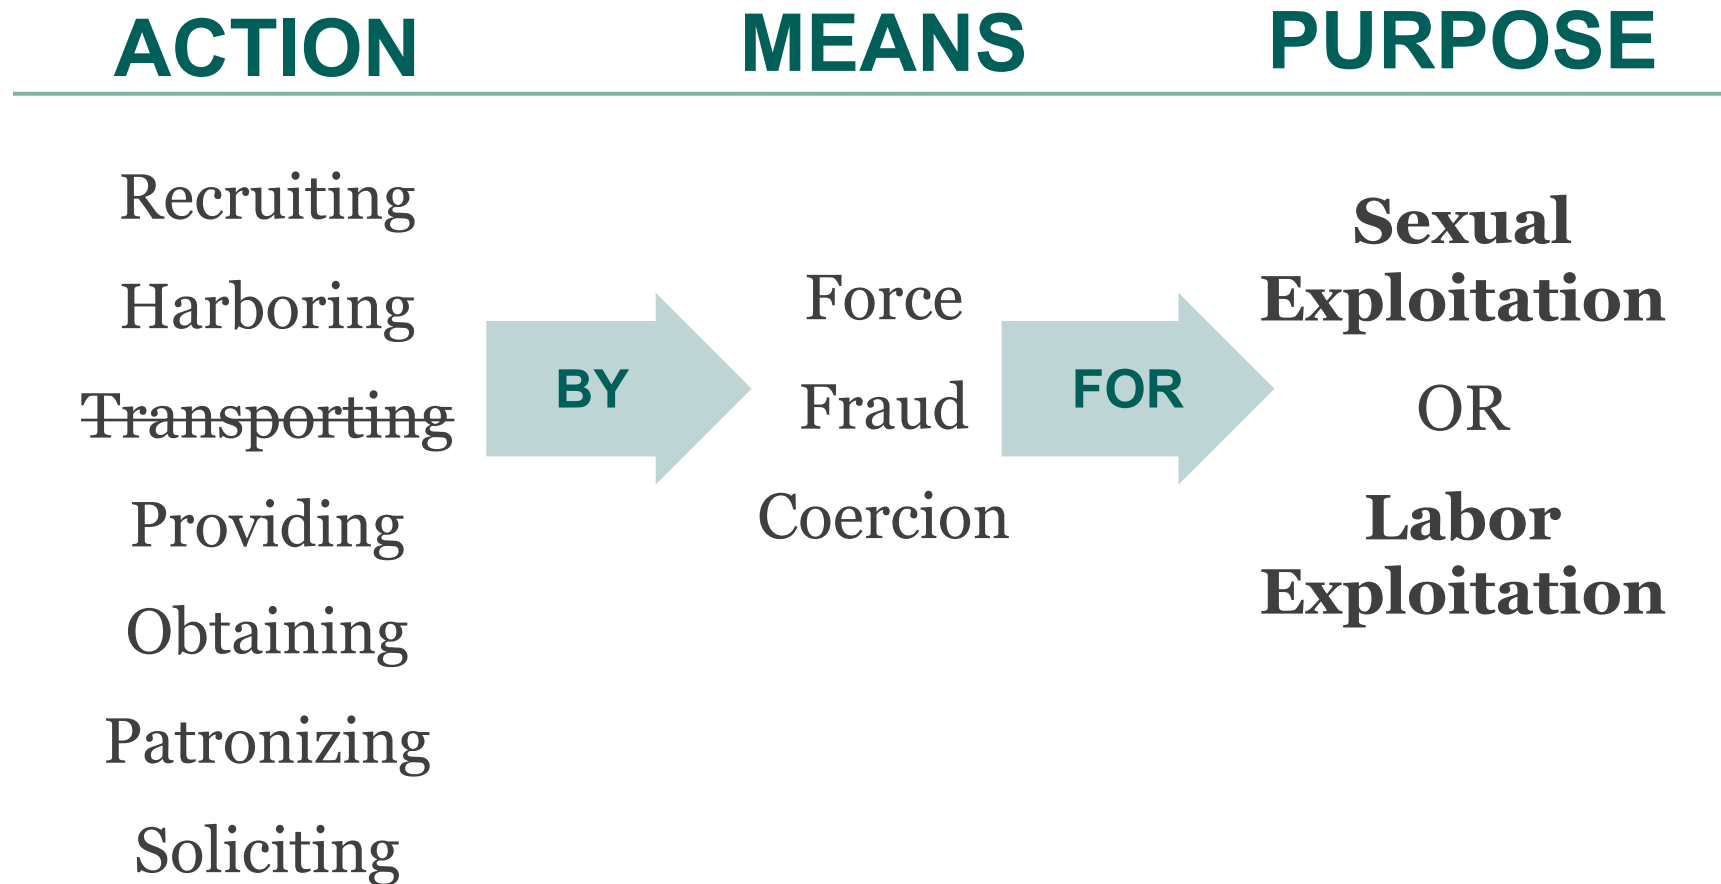 ACTION
MEANS
PURPOSE
Recruiting
Harboring
Transporting
Providing
Obtaining
Patronizing
Soliciting
BY
Force
Fraud
Coercion
FOR
Sexual
Exploitation
OR
Labor
Exploitation